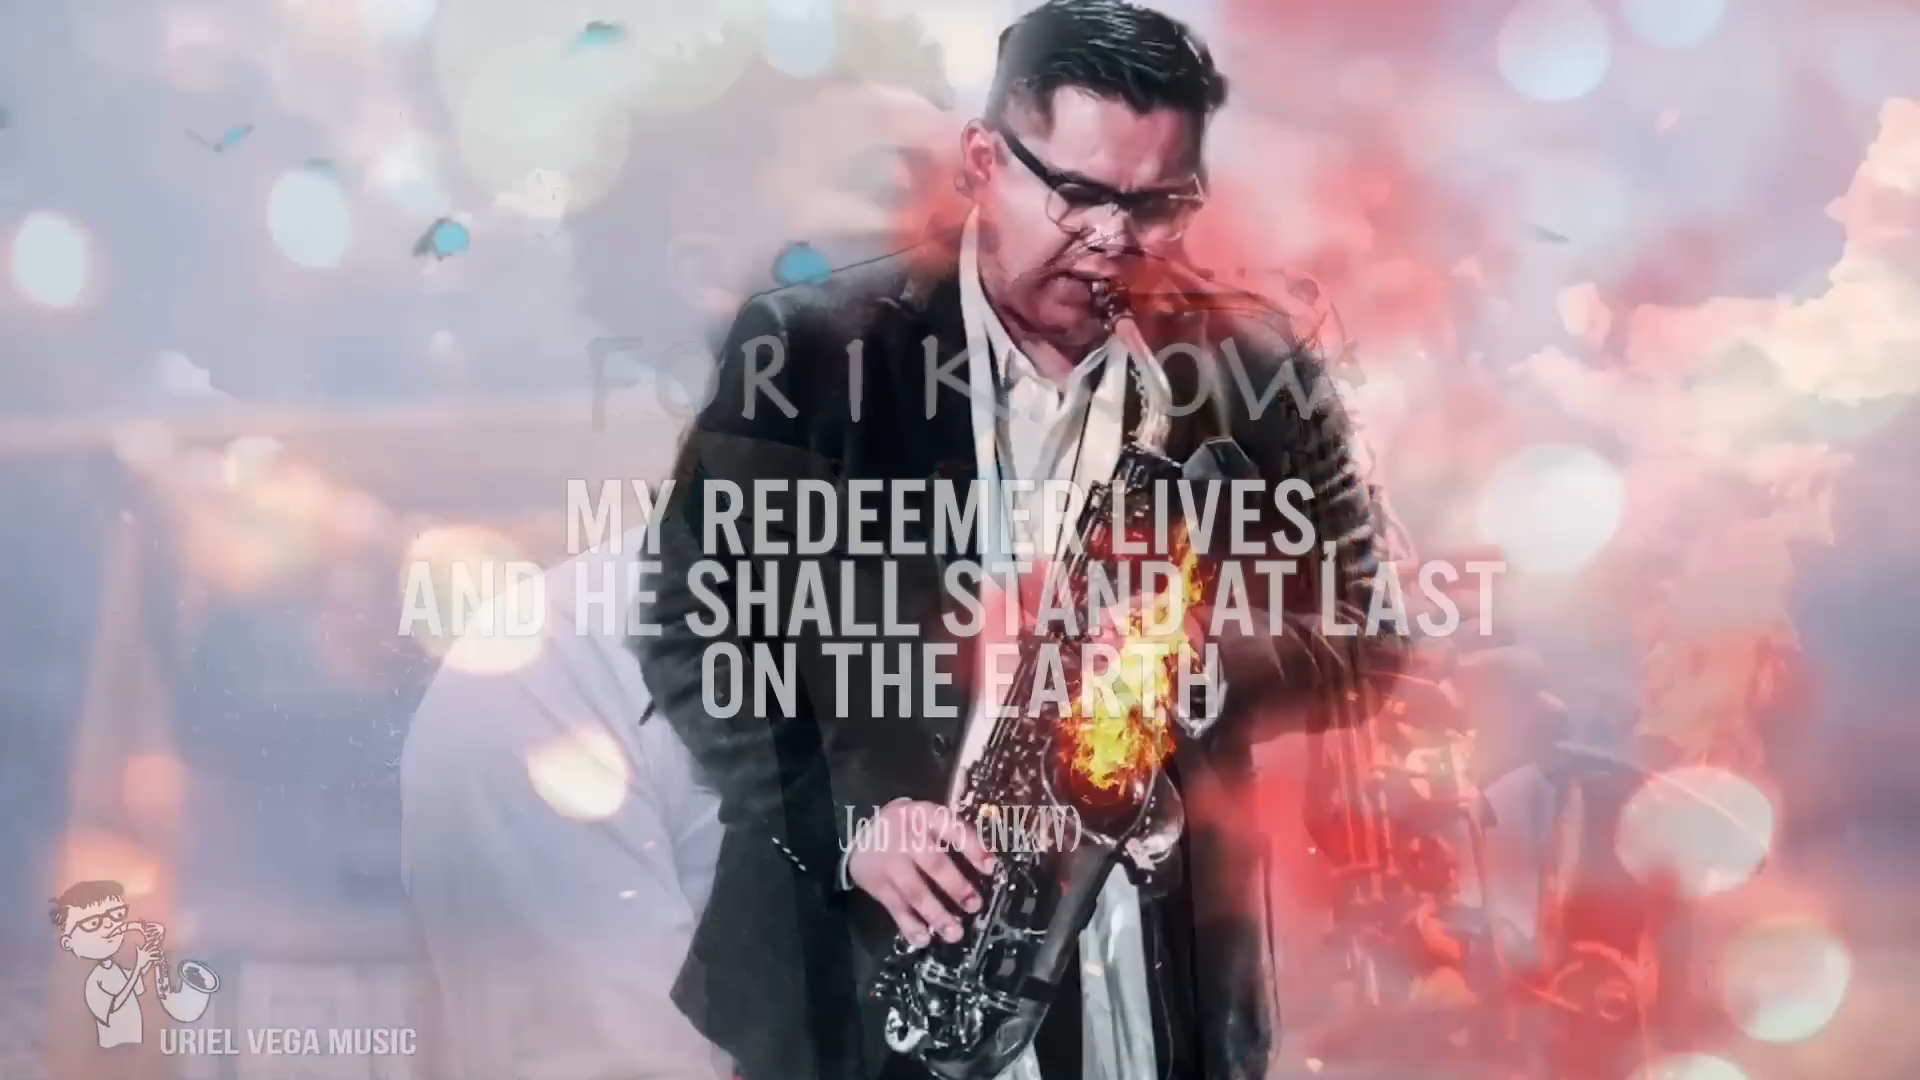 FOR I KNOW
MY REDEEMER LIVES,
AND HE SHALL STAND AT LAST
ON THE EARTH
Job 19:25 (NKJV)
URIEL VEGA MUSIC